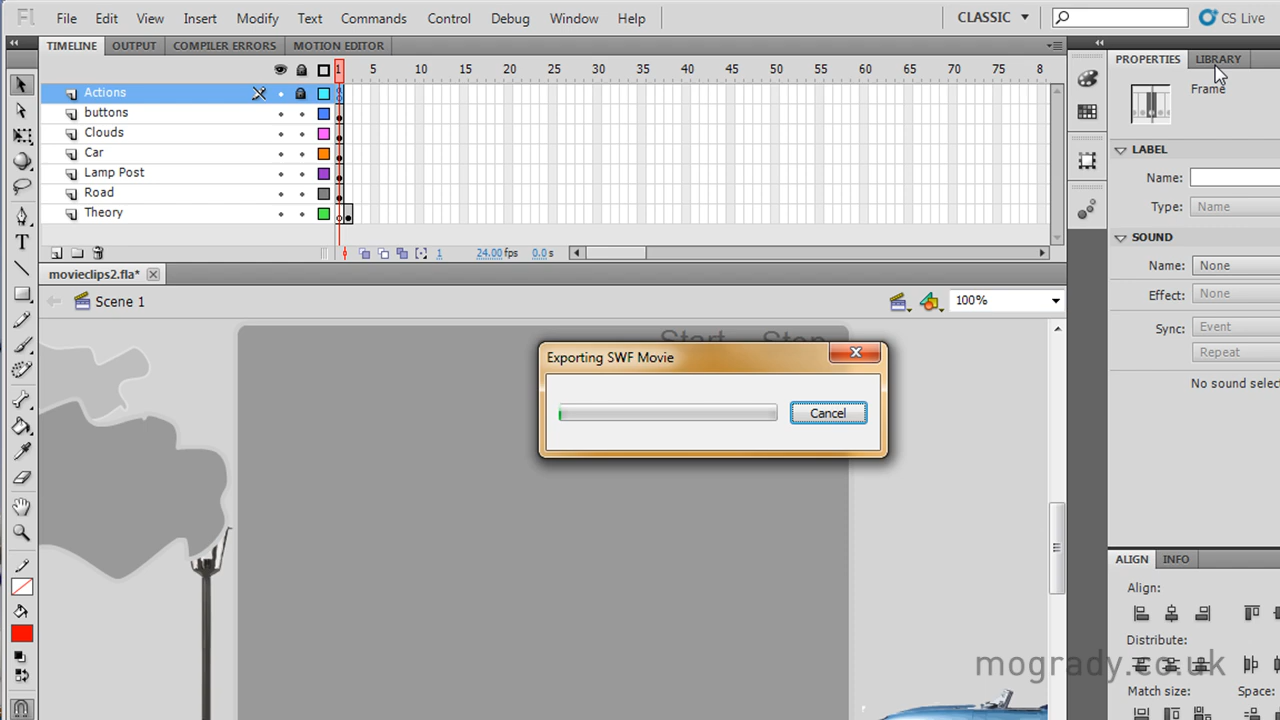 Fl File Edit View Insert Modify Text Commands Control Debug Window Help CLASSIC CS Live
TIMELINE OUTPUT COMPILER ERRORS MOTION EDITOR
1 5 10 15 20 25 30 35 40 45 50 55 60 65 70 75 8
Actions
buttons
Clouds
Car
Lamp Post
Road
Theory
1 24.00 fps 0.0 s
movieclips2.fla*
Scene 1 100%
Start Stop
Exporting SWF Movie
Cancel
PROPERTIES LIBRARY
Frame
LABEL
Name:
Type: Name
SOUND
Name: None
Effect: None
Sync: Event
Repeat
No sound select
ALIGN INFO
Align:
Distribute:
mogrady.co.uk
Match size: Space: